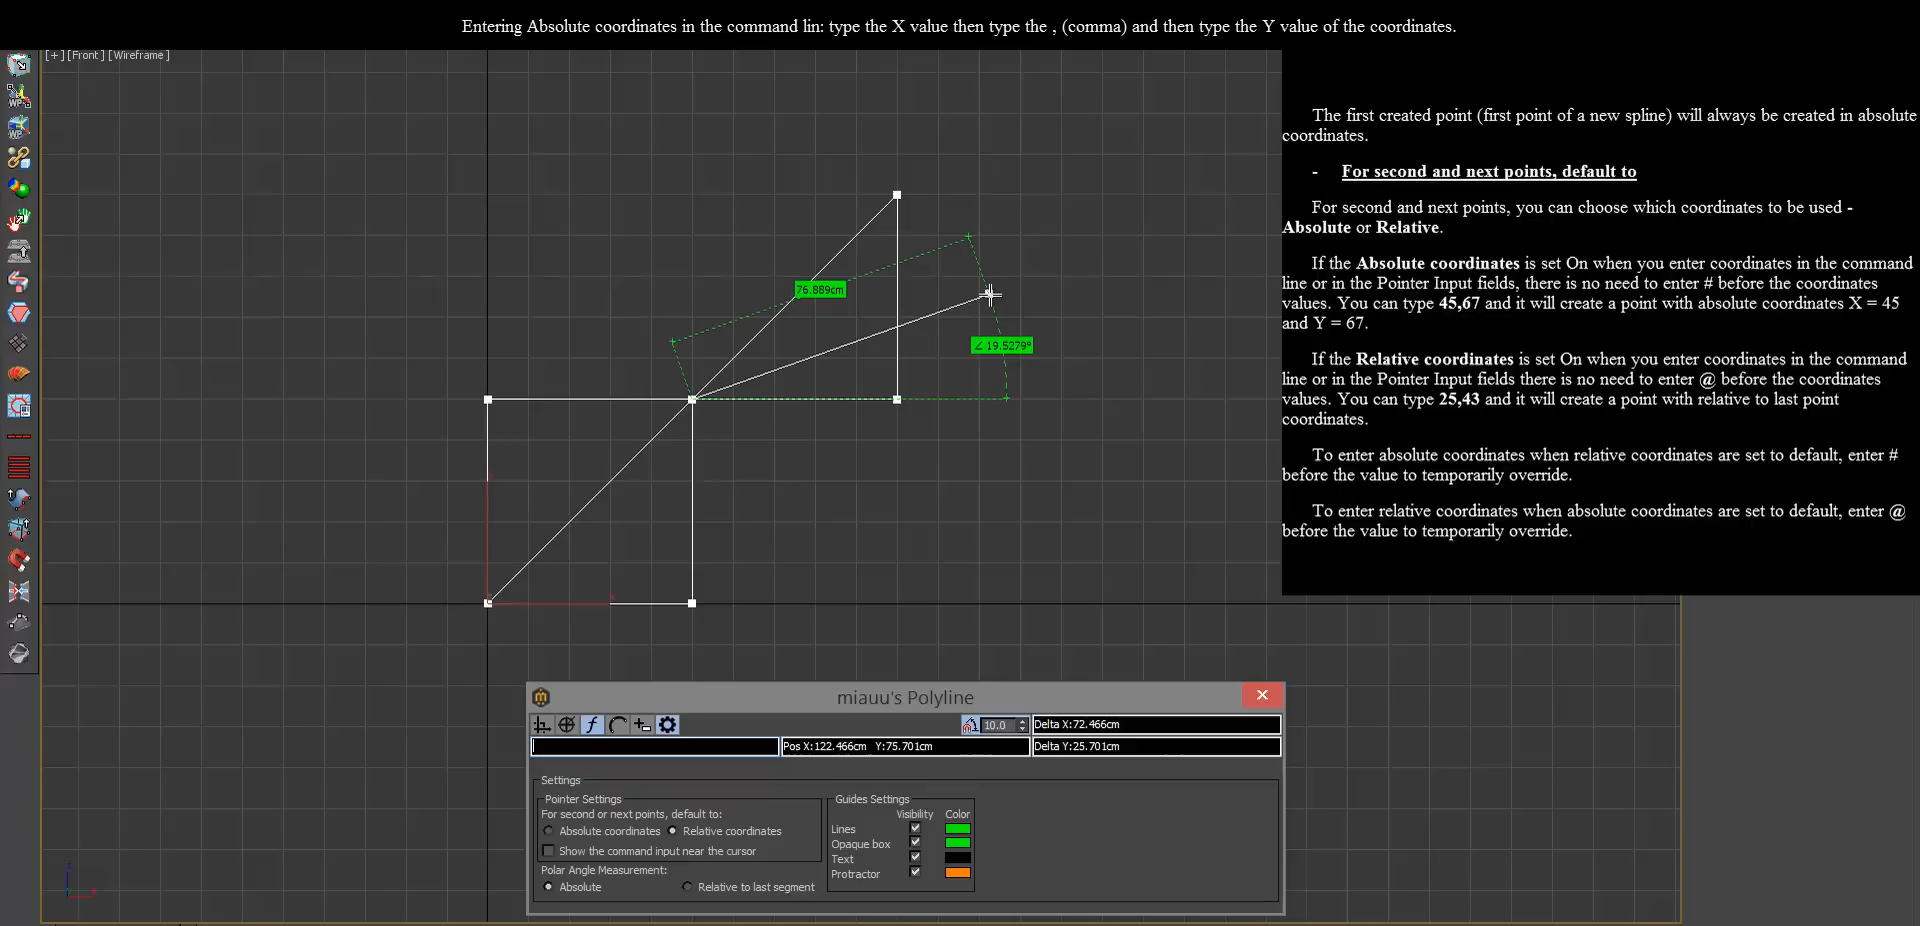 Entering Absolute coordinates in the command lin: type the X value then type the , (comma) and then type the Y value of the coordinates.
[+] [Front] [Wireframe]
The first created point (first point of a new spline) will always be created in absolute
coordinates.
- For second and next points, default to
For second and next points, you can choose which coordinates to be used -
Absolute or Relative.
If the Absolute coordinates is set On when you enter coordinates in the command
line or in the Pointer Input fields, there is no need to enter # before the coordinates
values. You can type 45,67 and it will create a point with absolute coordinates X = 45
and Y = 67.
If the Relative coordinates is set On when you enter coordinates in the command
line or in the Pointer Input fields there is no need to enter @ before the coordinates
values. You can type 25,43 and it will create a point with relative to last point
coordinates.
To enter absolute coordinates when relative coordinates are set to default, enter #
before the value to temporarily override.
To enter relative coordinates when absolute coordinates are set to default, enter @
before the value to temporarily override.
WP
WP
76.889cm
∠ 19.5279°
miauu's Polyline
10.0
Delta X:72.466cm
Pos X:122.466cm Y:75.701cm
Delta Y:25.701cm
Settings
Pointer Settings
For second or next points, default to:
Absolute coordinates
Relative coordinates
Show the command input near the cursor
Polar Angle Measurement:
Absolute
Relative to last segment
Guides Settings
Visibility Color
Lines
Opaque box
Text
Protractor